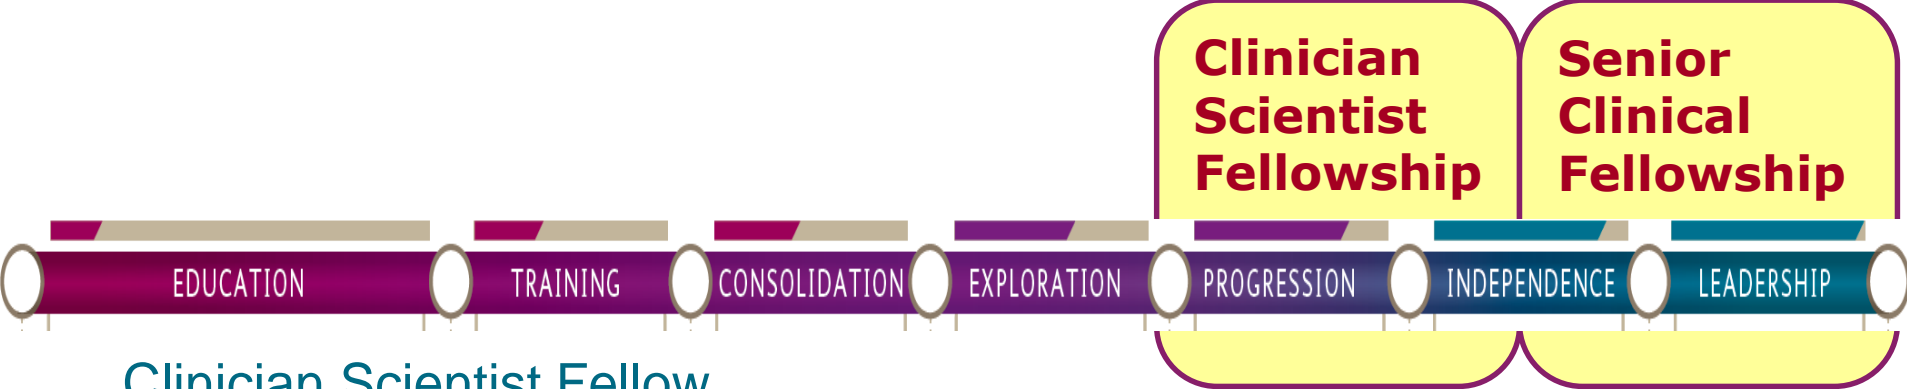 Clinician
Scientist
Fellowship
Senior
Clinical
Fellowship
EDUCATION TRAINING CONSOLIDATION EXPLORATION PROGRESSION INDEPENDENCE LEADERSHIP
Clinician Scientist Fellow